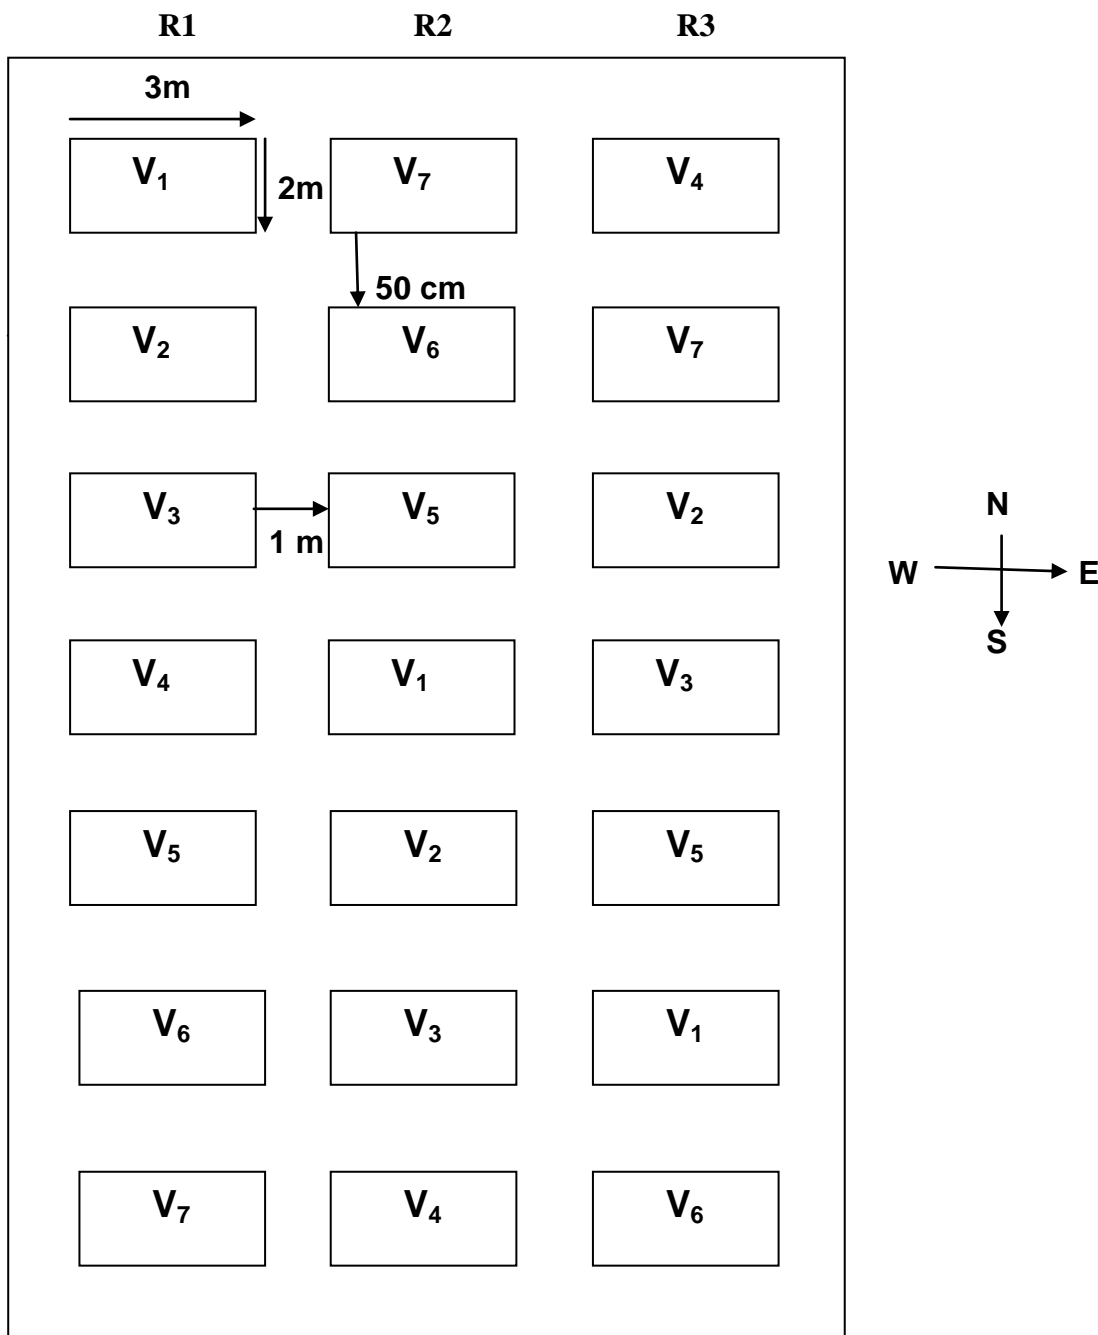 R1 R2 R3
3m
V₁ V₇ V₄
2m
50 cm
V₂ V₆ V₇
V₃ V₅ V₂
1 m
N
W E
S
V₄ V₁ V₃
V₅ V₂ V₅
V₆ V₃ V₁
V₇ V₄ V₆